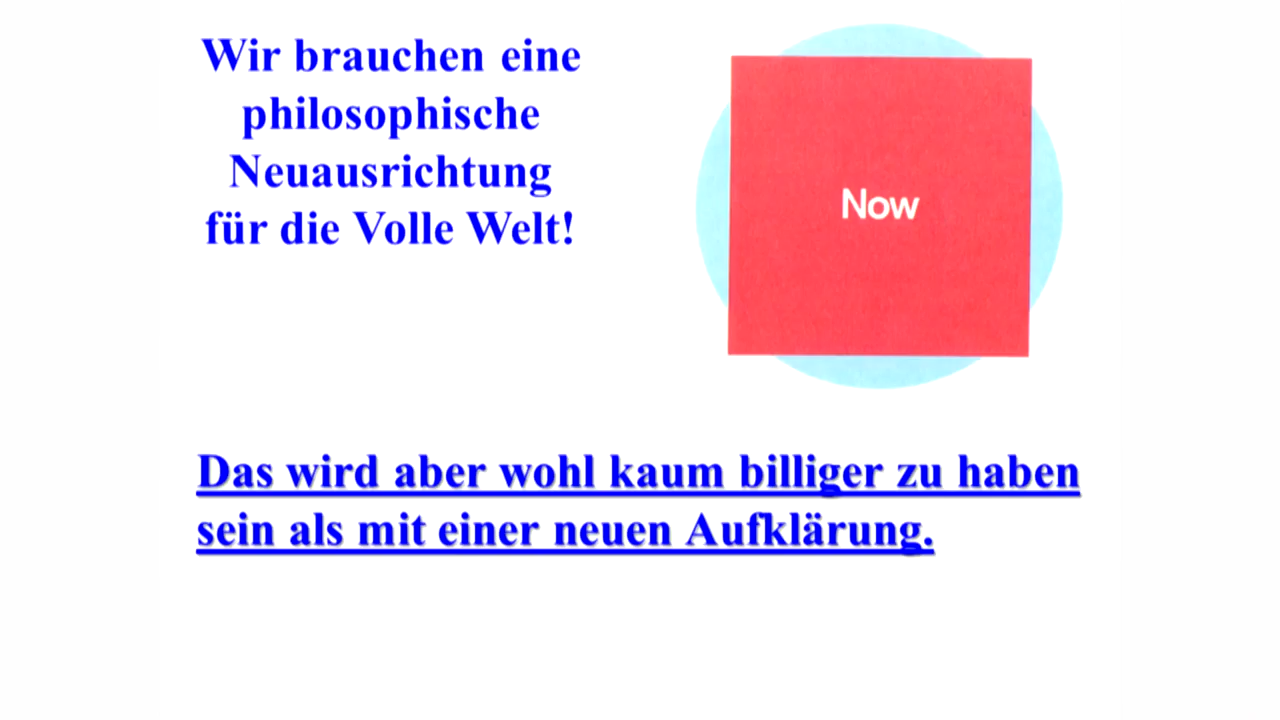 Wir brauchen eine
philosophische
Neuausrichtung
für die Volle Welt!
Now
Das wird aber wohl kaum billiger zu haben
sein als mit einer neuen Aufklärung.